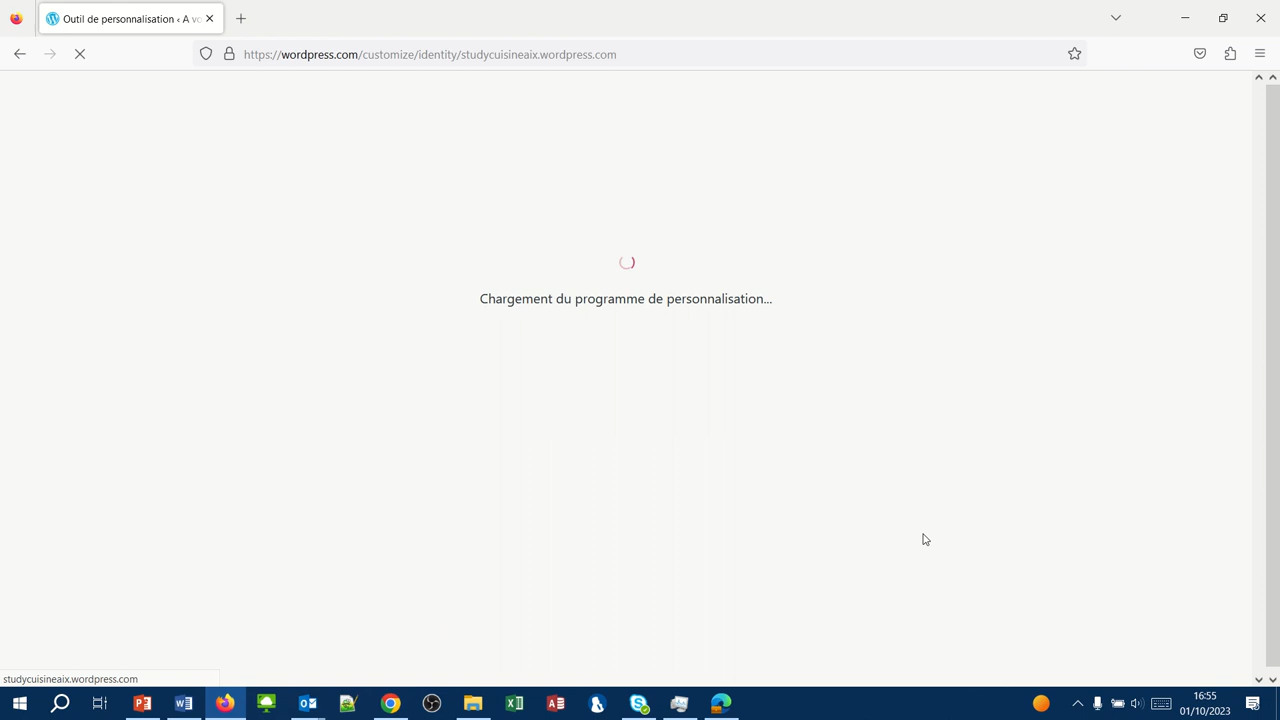 Outil de personnalisation ‹ A vo
https://wordpress.com/customize/identity/studycuisineaix.wordpress.com
Chargement du programme de personnalisation...
studycuisineaix.wordpress.com
16:55
01/10/2023